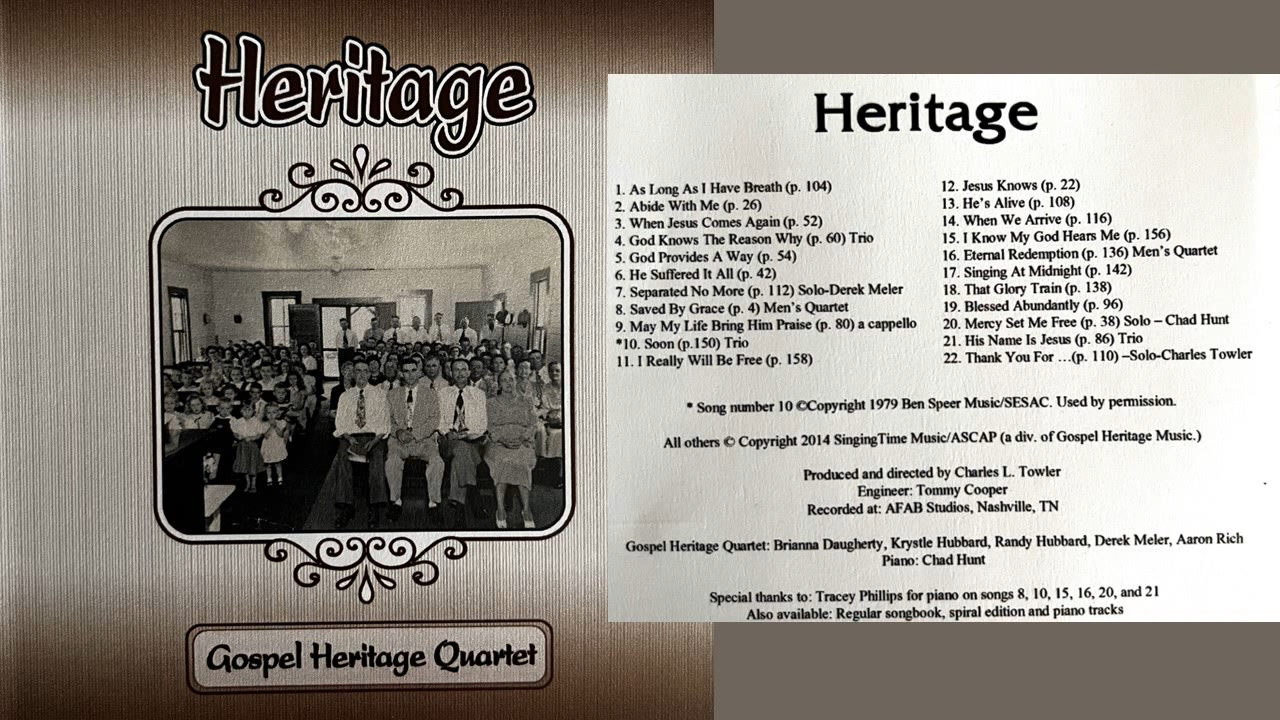 Heritage
Gospel Heritage Quartet
Heritage
1. As Long As I Have Breath (p. 104)
2. Abide With Me (p. 26)
3. When Jesus Comes Again (p. 52)
4. God Knows The Reason Why (p. 60) Trio
5. God Provides A Way (p. 54)
6. He Suffered It All (p. 42)
7. Separated No More (p. 112) Solo-Derek Meler
8. Saved By Grace (p. 4) Men's Quartet
9. May My Life Bring Him Praise (p. 80) a cappello
*10. Soon (p.150) Trio
11. I Really Will Be Free (p. 158)
12. Jesus Knows (p. 22)
13. He's Alive (p. 108)
14. When We Arrive (p. 116)
15. I Know My God Hears Me (p. 156)
16. Eternal Redemption (p. 136) Men's Quartet
17. Singing At Midnight (p. 142)
18. That Glory Train (p. 138)
19. Blessed Abundantly (p. 96)
20. Mercy Set Me Free (p. 38) Solo – Chad Hunt
21. His Name Is Jesus (p. 86) Trio
22. Thank You For …(p. 110) –Solo-Charles Towler
* Song number 10 ©Copyright 1979 Ben Speer Music/SESAC. Used by permission.
All others © Copyright 2014 SingingTime Music/ASCAP (a div. of Gospel Heritage Music.)
Produced and directed by Charles L. Towler
Engineer: Tommy Cooper
Recorded at: AFAB Studios, Nashville, TN
Gospel Heritage Quartet: Brianna Daugherty, Krystle Hubbard, Randy Hubbard, Derek Meler, Aaron Rich
Piano: Chad Hunt
Special thanks to: Tracey Phillips for piano on songs 8, 10, 15, 16, 20, and 21
Also available: Regular songbook, spiral edition and piano tracks